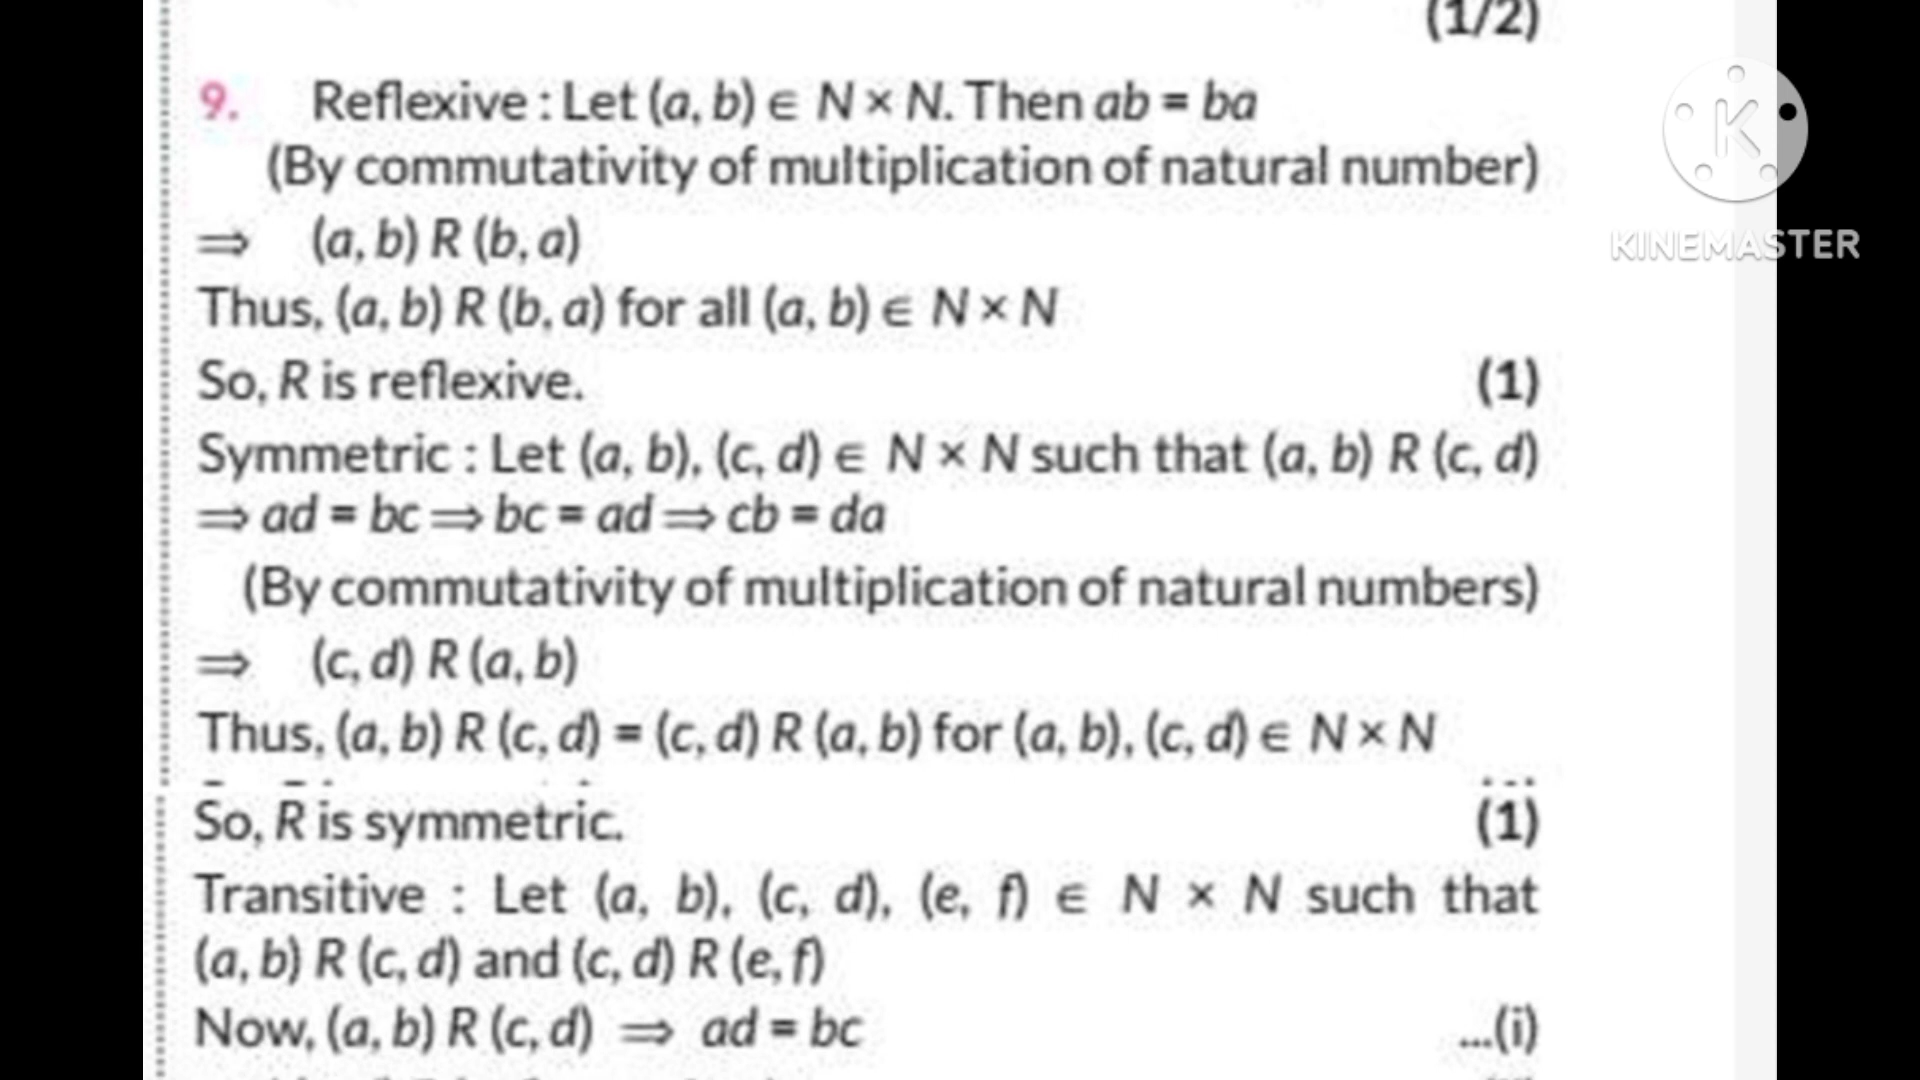 (1/2)
9. Reflexive : Let (a, b) ∈ N × N. Then ab = ba
(By commutativity of multiplication of natural number)
⇒ (a, b) R (b, a)
Thus, (a, b) R (b, a) for all (a, b) ∈ N × N
So, R is reflexive. (1)
Symmetric : Let (a, b), (c, d) ∈ N × N such that (a, b) R (c, d)
⇒ ad = bc ⇒ bc = ad ⇒ cb = da
(By commutativity of multiplication of natural numbers)
⇒ (c, d) R (a, b)
Thus, (a, b) R (c, d) = (c, d) R (a, b) for (a, b), (c, d) ∈ N × N
So, R is symmetric. (1)
Transitive : Let (a, b), (c, d), (e, f) ∈ N × N such that
(a, b) R (c, d) and (c, d) R (e, f)
Now, (a, b) R (c, d) ⇒ ad = bc ...(i)
K
KINEMASTER